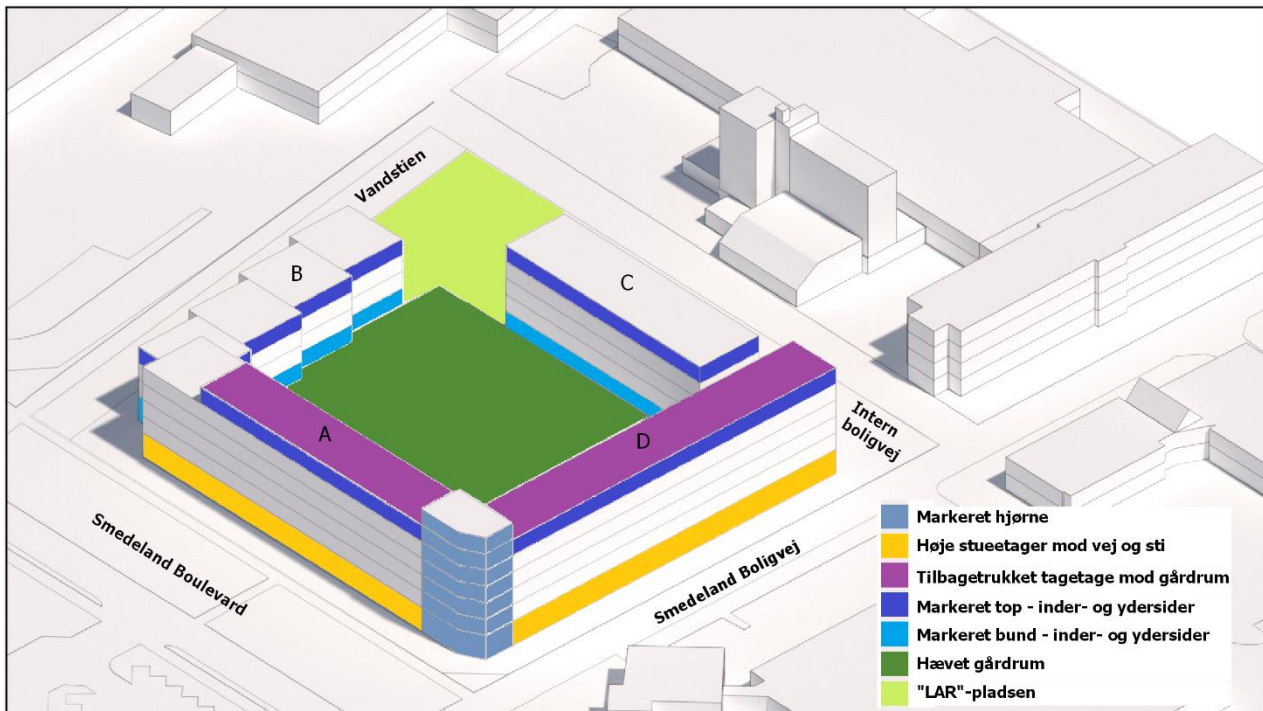 Vandstien
B
C
A
D
Intern
boligvej
Smedeland Boulevard
Smedeland Boligvej
Markeret hjørne
Høje stueetager mod vej og sti
Tilbagetrukket tagetage mod gårdrum
Markeret top - inder- og ydersider
Markeret bund - inder- og ydersider
Hævet gårdrum
"LAR"-pladsen